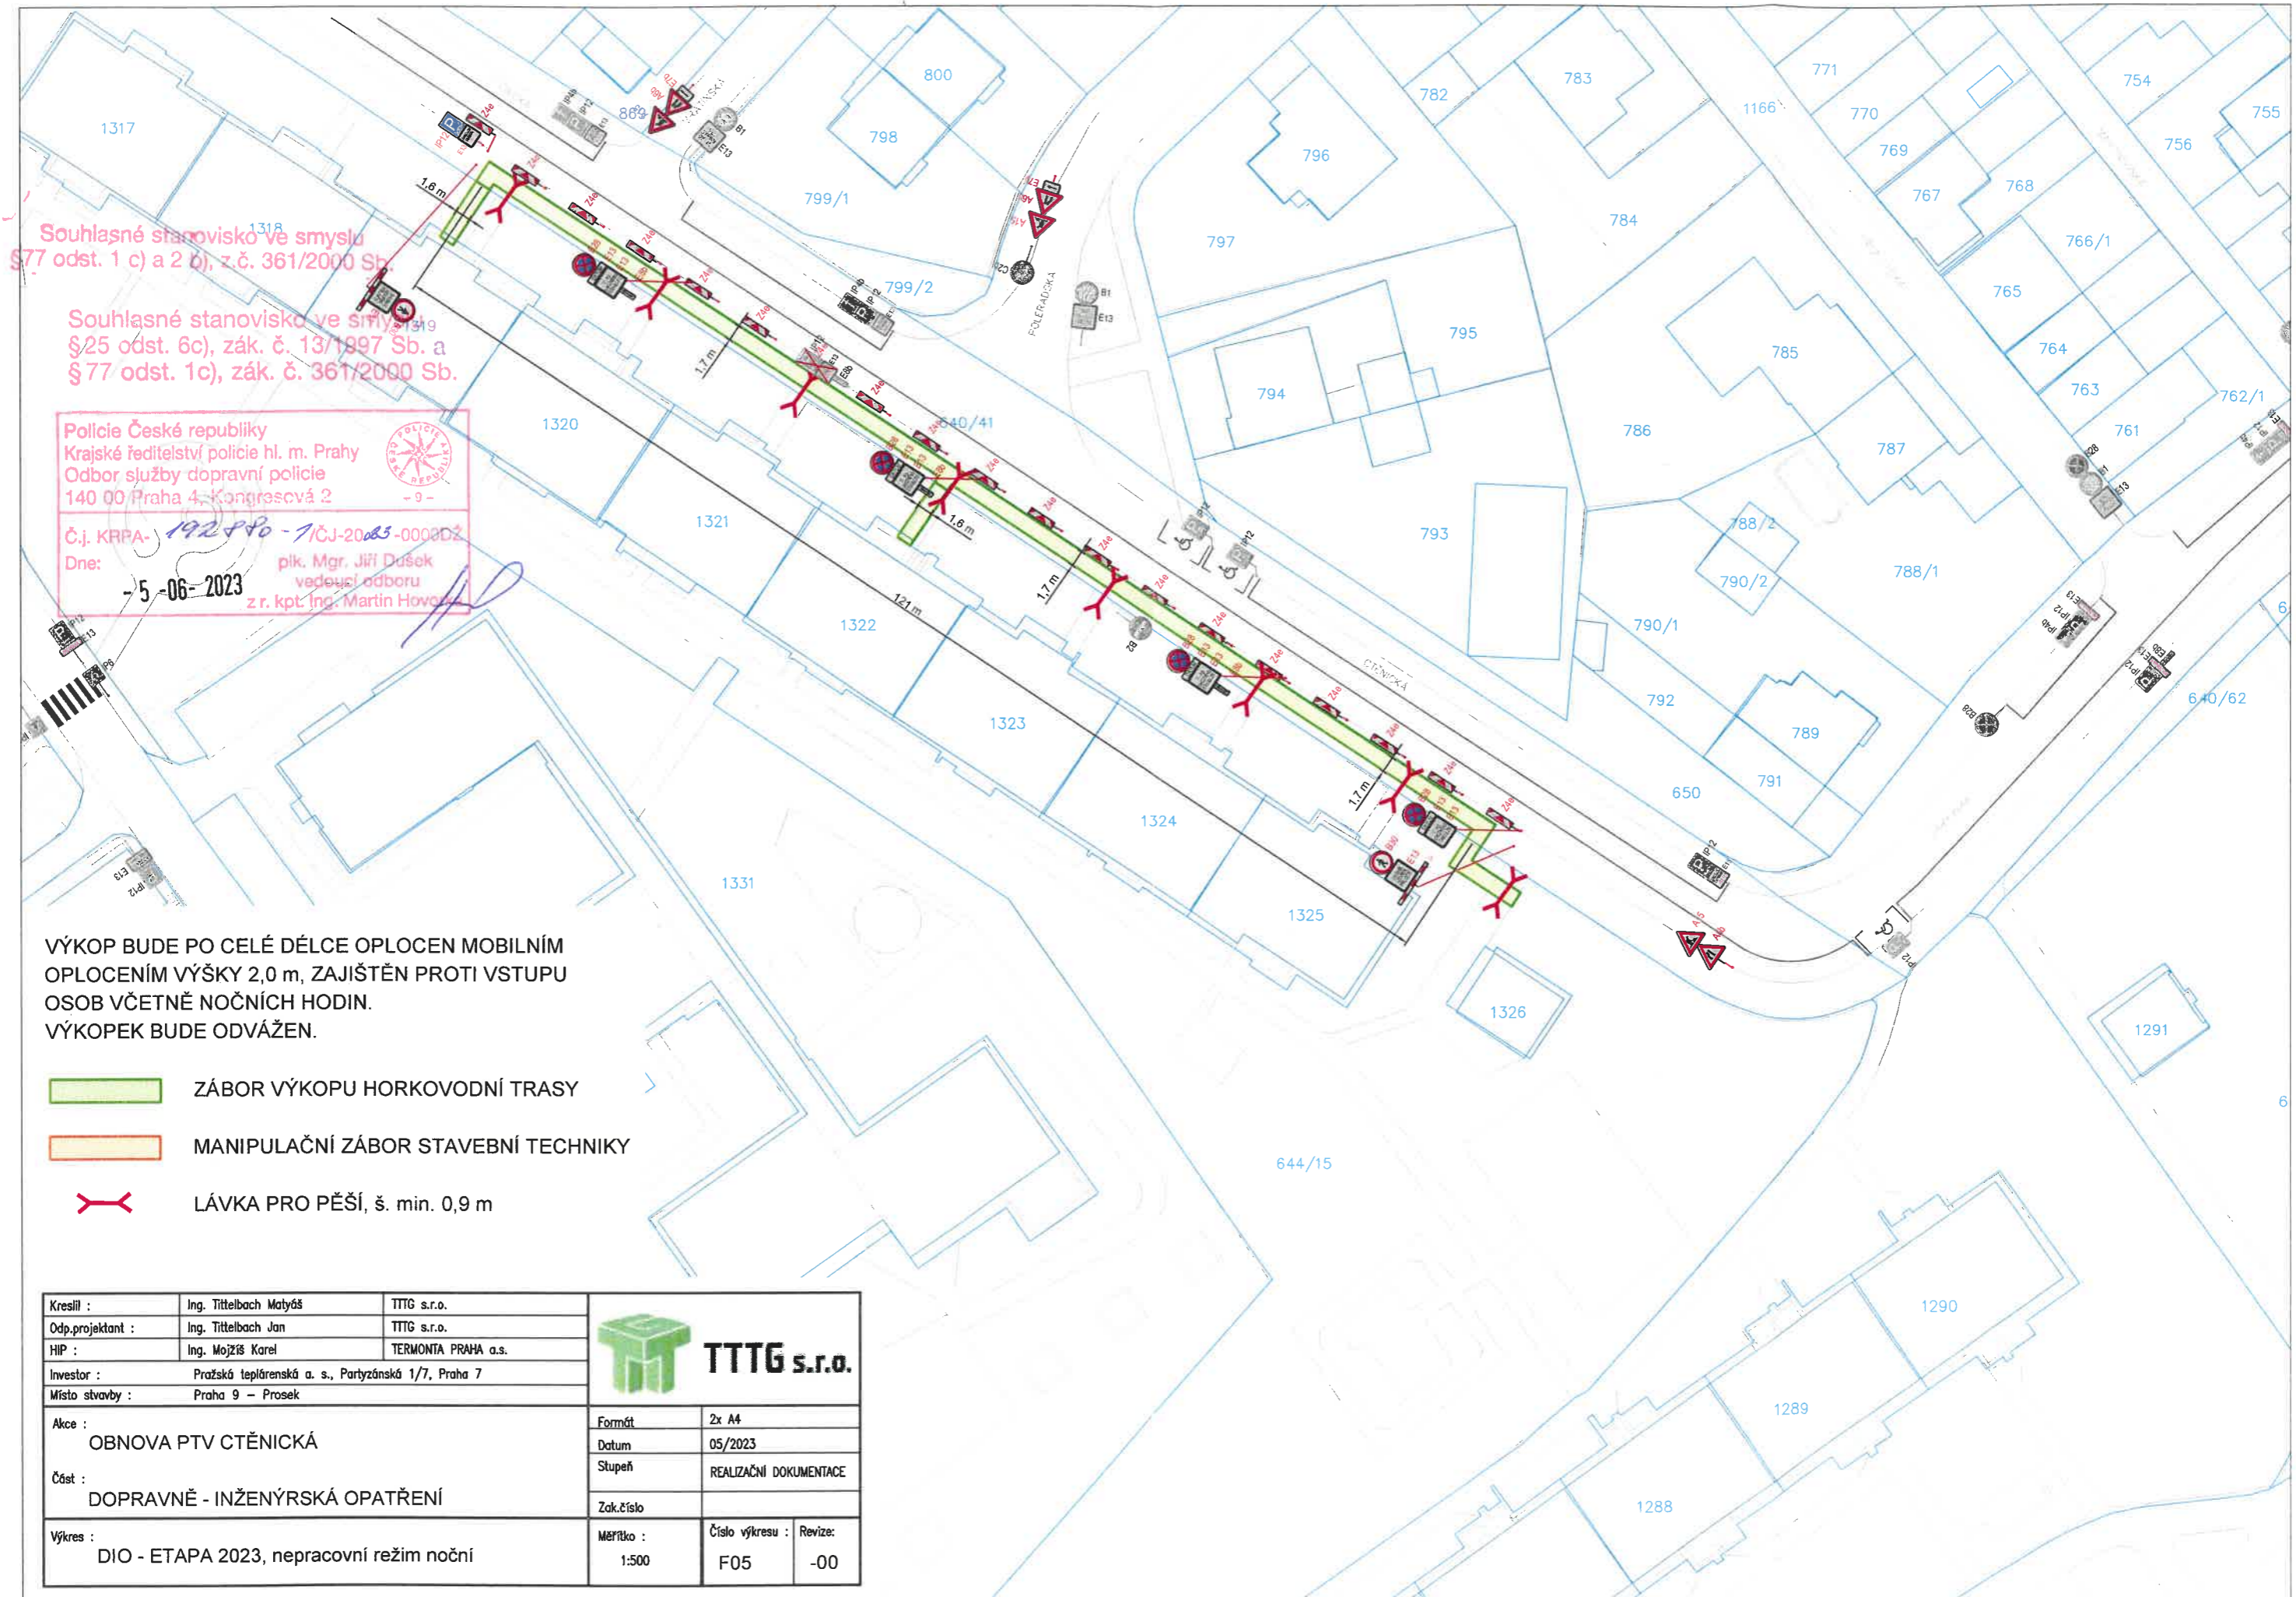 Souhlasné stanovisko ve smyslu
§77 odst. 1 c) a 2 b), z.č. 361/2000 Sb.
Souhlasné stanovisko ve smyslu
§25 odst. 6c), zák. č. 13/1997 Sb. a
§77 odst. 1c), zák. č. 361/2000 Sb.
Policie České republiky
Krajské ředitelství policie hl. m. Prahy
Odbor služby dopravní policie
140 00 Praha 4, Kongresová 2
- 9 -
Č.j. KRPA- 192880-1/ČJ-2023-0000DŽ
Dne:
-5-06-2023
plk. Mgr. Jiří Dušek
vedoucí odboru
z r. kpt. Ing. Martin
1317
1318
1319
1320
1321
1322
1323
1324
1325
1326
1331
800
798
799/1
799/2
869
640/41
796
797
795
794
793
782
783
784
785
786
787
788/2
788/1
790/2
790/1
792
789
791
650
771
770
769
767
768
766/1
765
764
763
762/1
761
1166
754
755
756
640/62
1291
1290
1289
1288
644/15
POLERADSKÁ
CTĚNICKÁ
1,6 m
1,7 m
1,6 m
1,7 m
121 m
1,7 m
VÝKOP BUDE PO CELÉ DÉLCE OPLOCEN MOBILNÍM
OPLOCENÍM VÝŠKY 2,0 m, ZAJIŠTĚN PROTI VSTUPU
OSOB VČETNĚ NOČNÍCH HODIN.
VÝKOPEK BUDE ODVÁŽEN.
ZÁBOR VÝKOPU HORKOVODNÍ TRASY
MANIPULAČNÍ ZÁBOR STAVEBNÍ TECHNIKY
LÁVKA PRO PĚŠÍ, š. min. 0,9 m
Kreslil : Ing. Tittelbach Matyáš TTTG s.r.o.
Odp.projektant : Ing. Tittelbach Jan TTTG s.r.o.
HIP : Ing. Mojžíš Karel TERMONTA PRAHA a.s.
Investor : Pražská teplárenská a. s., Partyzánská 1/7, Praha 7
Místo stvavby : Praha 9 – Prosek
TTTG s.r.o.
Akce :
OBNOVA PTV CTĚNICKÁ
Část :
DOPRAVNĚ - INŽENÝRSKÁ OPATŘENÍ
Výkres :
DIO - ETAPA 2023, nepracovní režim noční
Formát 2x A4
Datum 05/2023
Stupeň REALIZAČNÍ DOKUMENTACE
Zak.číslo
Měřítko :
1:500
Číslo výkresu :
F05
Revize:
-00